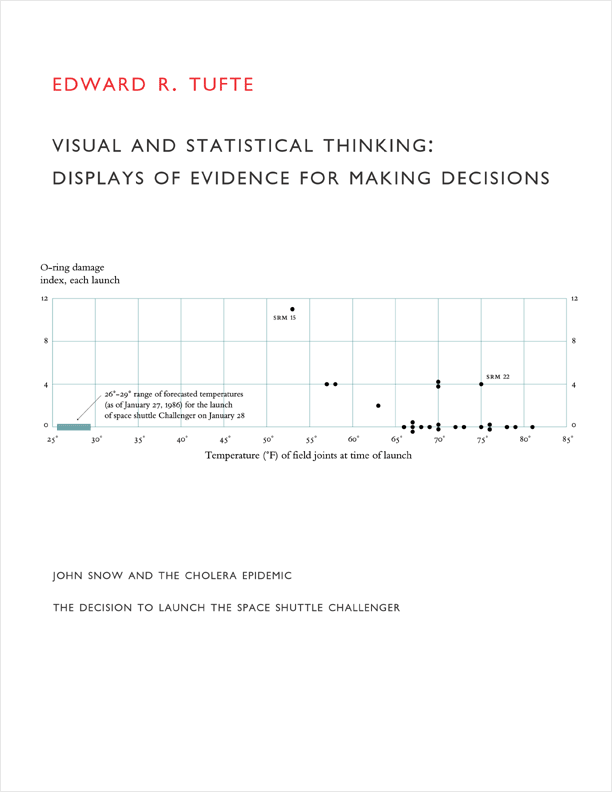 EDWARD R. TUFTE
VISUAL AND STATISTICAL THINKING:
DISPLAYS OF EVIDENCE FOR MAKING DECISIONS
O-ring damage
index, each launch
12 12
SRM 15
8 8
SRM 22
4 4
26°-29° range of forecasted temperatures
(as of January 27, 1986) for the launch
of space shuttle Challenger on January 28
0 0
25° 30° 35° 40° 45° 50° 55° 60° 65° 70° 75° 80° 85°
Temperature (°F) of field joints at time of launch
JOHN SNOW AND THE CHOLERA EPIDEMIC
THE DECISION TO LAUNCH THE SPACE SHUTTLE CHALLENGER